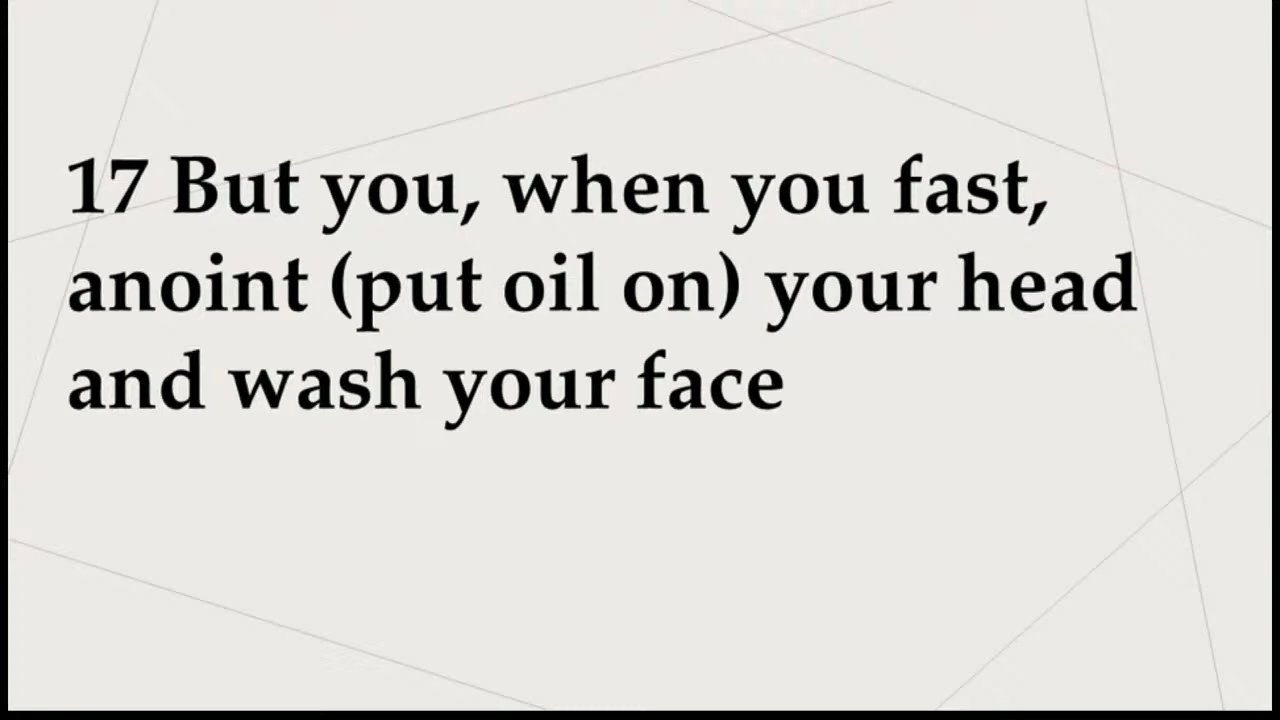 17 But you, when you fast,
anoint (put oil on) your head
and wash your face